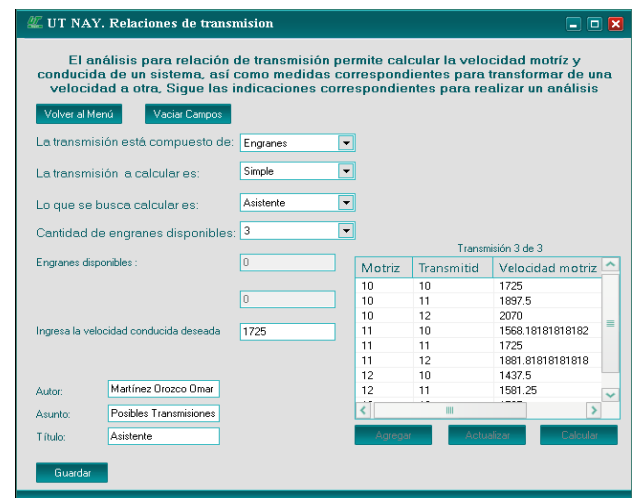 UT NAY. Relaciones de transmision
El análisis para relación de transmisión permite calcular la velocidad motríz y
conducida de un sistema, así como medidas correspondientes para transformar de una
velocidad a otra, Sigue las indicaciones correspondientes para realizar un análisis
Volver al Menú Vaciar Campos
La transmisión está compuesto de: Engranes
La transmisión a calcular es: Simple
Lo que se busca calcular es: Asistente
Cantidad de engranes disponibles: 3
Transmisión 3 de 3
Engranes disponibles : 0
Motriz Transmitid Velocidad motriz
10 10 1725
10 11 1897.5
0
10 12 2070
11 10 1568.18181818182
Ingresa la velocidad conducida deseada 1725
11 11 1725
11 12 1881.81818181818
12 10 1437.5
12 11 1581.25
Autor: Martínez Orozco Omar
Asunto: Posibles Transmisiones
Título: Asistente
Agregar Actualizar Calcular
Guardar